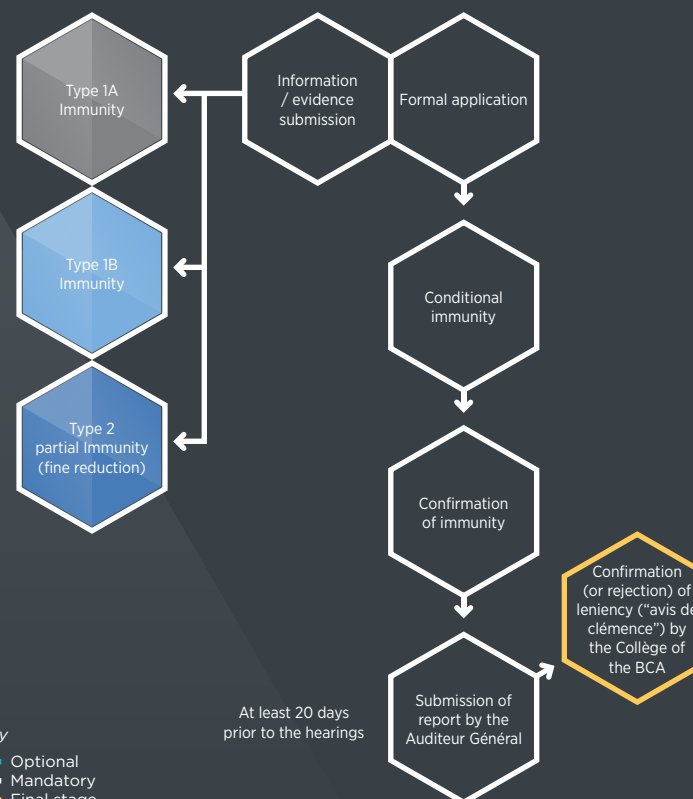 Type 1A
Immunity
Information
/ evidence
submission
Formal application
Type 1B
Immunity
Conditional
immunity
Type 2
partial Immunity
(fine reduction)
Confirmation
of immunity
Confirmation
(or rejection) of
leniency (“avis de
clémence”) by
the Collège of
the BCA
At least 20 days
prior to the hearings
Submission of
report by the
Auditeur Général
Optional
Mandatory
Final stage